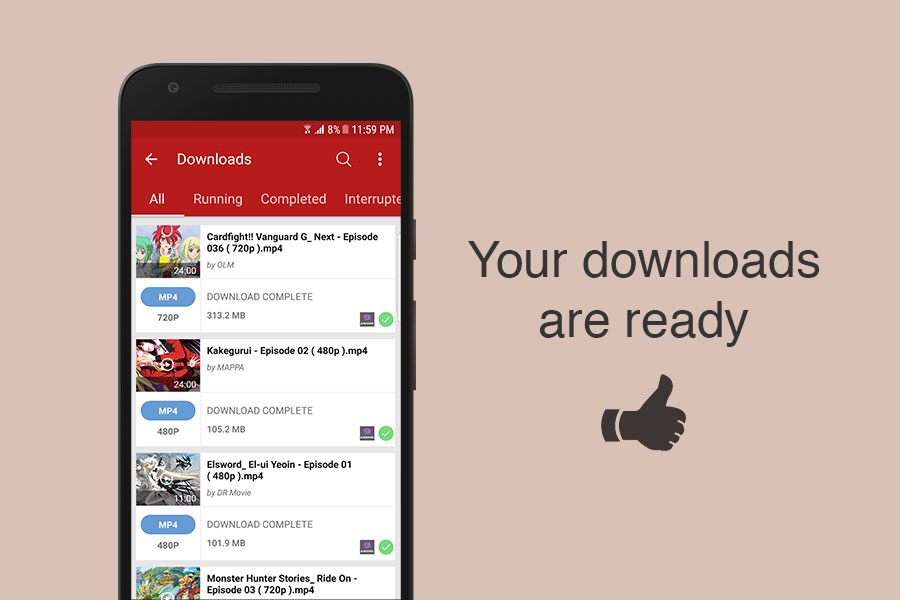 8% 11:59 PM
Downloads
All Running Completed Interrupte
Cardfight!! Vanguard G_ Next - Episode
036 ( 720p ).mp4
by OLM
24:00
MP4
DOWNLOAD COMPLETE
720P
313.2 MB
Kakegurui - Episode 02 ( 480p ).mp4
by MAPPA
24:00
MP4
DOWNLOAD COMPLETE
480P
105.2 MB
Elsword_ El-ui Yeoin - Episode 01
( 480p ).mp4
by DR Movie
11:00
MP4
DOWNLOAD COMPLETE
480P
101.9 MB
Monster Hunter Stories_ Ride On -
Episode 03 ( 720p ).mp4
Your downloads
are ready